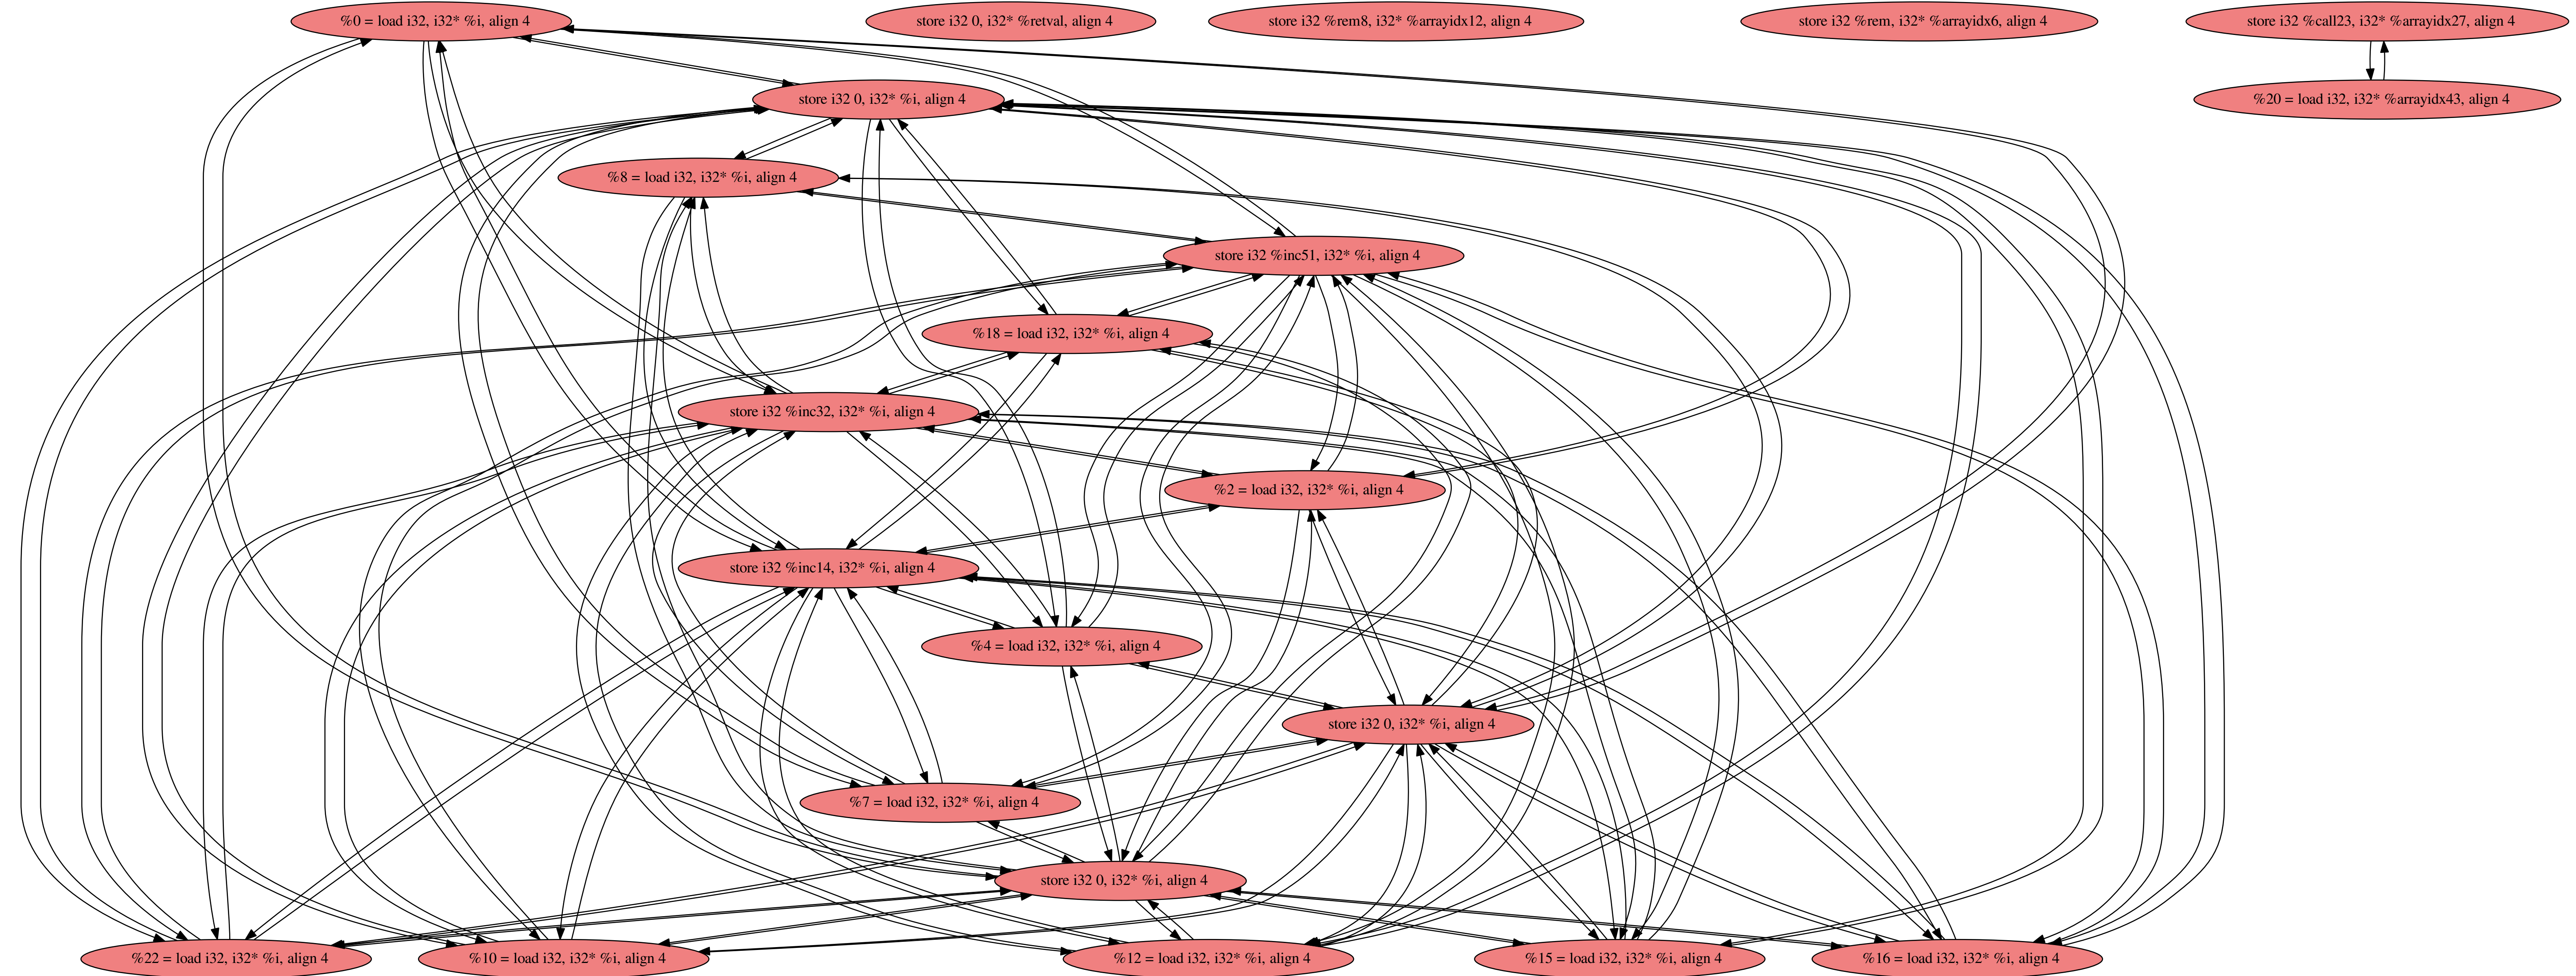 %0 = load i32, i32* %i, align 4
store i32 0, i32* %retval, align 4
store i32 %rem8, i32* %arrayidx12, align 4
store i32 %rem, i32* %arrayidx6, align 4
store i32 %call23, i32* %arrayidx27, align 4
store i32 0, i32* %i, align 4
%20 = load i32, i32* %arrayidx43, align 4
%8 = load i32, i32* %i, align 4
store i32 %inc51, i32* %i, align 4
%18 = load i32, i32* %i, align 4
store i32 %inc32, i32* %i, align 4
%2 = load i32, i32* %i, align 4
store i32 %inc14, i32* %i, align 4
%4 = load i32, i32* %i, align 4
store i32 0, i32* %i, align 4
%7 = load i32, i32* %i, align 4
store i32 0, i32* %i, align 4
%22 = load i32, i32* %i, align 4
%10 = load i32, i32* %i, align 4
%12 = load i32, i32* %i, align 4
%15 = load i32, i32* %i, align 4
%16 = load i32, i32* %i, align 4